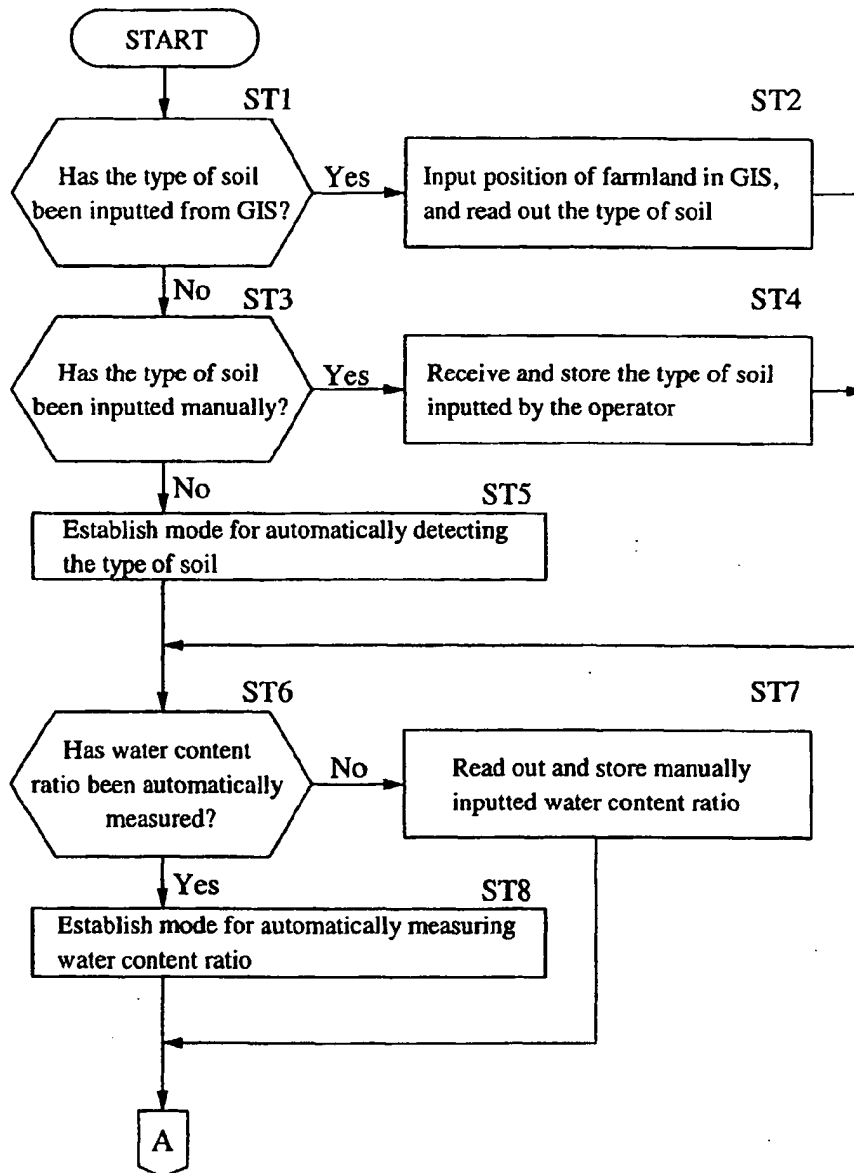 START
ST1
Has the type of soil
been inputted from GIS?
Yes
ST2
Input position of farmland in GIS,
and read out the type of soil
No
ST3
Has the type of soil
been inputted manually?
Yes
ST4
Receive and store the type of soil
inputted by the operator
No
ST5
Establish mode for automatically detecting
the type of soil
ST6
Has water content
ratio been automatically
measured?
No
ST7
Read out and store manually
inputted water content ratio
Yes
ST8
Establish mode for automatically measuring
water content ratio
A